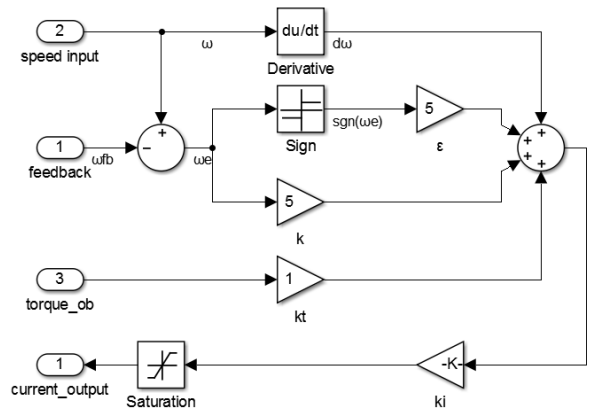 2
du/dt
speed input
ω
dω
Derivative
+
5
1
−
ωfb
ωe
sgn(ωe)
feedback
Sign
ε
+
+
+
+
5
k
3
1
torque_ob
kt
1
-K-
current_output
Saturation
ki